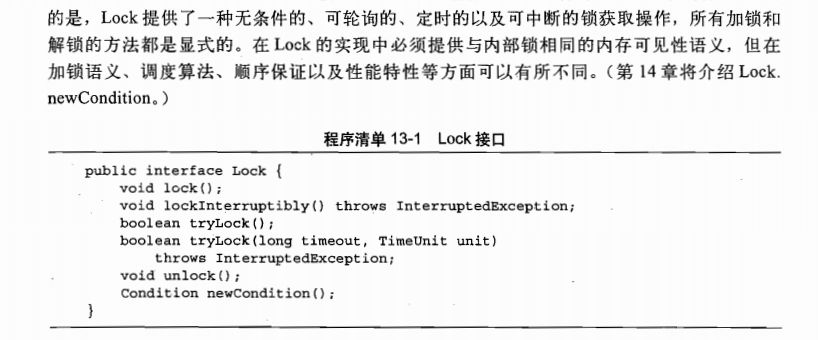 的是，Lock 提供了一种无条件的、可轮询的、定时的以及可中断的锁获取操作，所有加锁和
解锁的方法都是显式的。在 Lock 的实现中必须提供与内部锁相同的内存可见性语义，但在
加锁语义、调度算法、顺序保证以及性能特性等方面可以有所不同。（第 14 章将介绍 Lock.
newCondition。）
程序清单 13-1 Lock 接口
public interface Lock {
    void lock();
    void lockInterruptibly() throws InterruptedException;
    boolean tryLock();
    boolean tryLock(long timeout, TimeUnit unit)
        throws InterruptedException;
    void unlock();
    Condition newCondition();
}